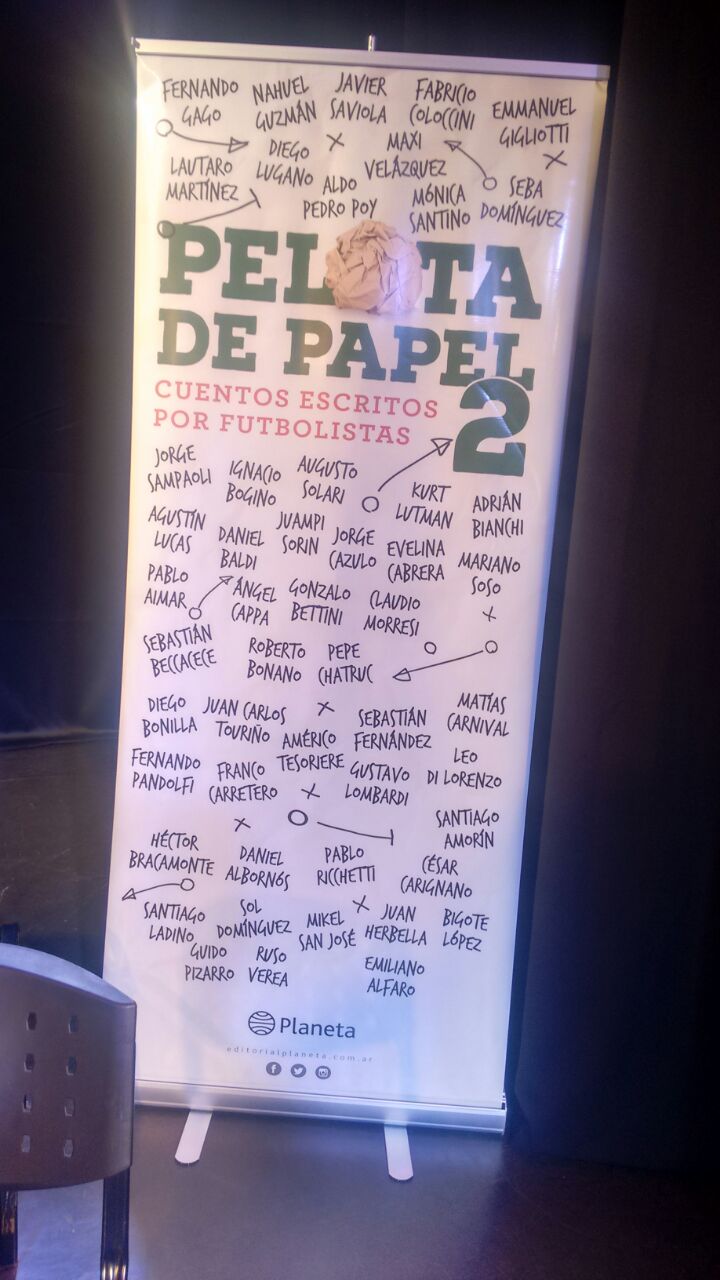 FERNANDO GAGO
NAHUEL GUZMÁN
JAVIER SAVIOLA
FABRICIO COLOCCINI
EMMANUEL GIGLIOTTI
LAUTARO MARTÍNEZ
DIEGO LUGANO
ALDO PEDRO POY
MAXI VELÁZQUEZ
MÓNICA SANTINO
SEBA DOMÍNGUEZ
PELOTA
DE PAPEL
2
CUENTOS ESCRITOS
POR FUTBOLISTAS
JORGE SAMPAOLI
IGNACIO BOGINO
AUGUSTO SOLARI
KURT LUTMAN
ADRIÁN BIANCHI
AGUSTÍN LUCAS
DANIEL BALDI
JUAMPI SORIN
JORGE CAZULO
EVELINA CABRERA
MARIANO SOSO
PABLO AIMAR
ÁNGEL CAPPA
GONZALO BETTINI
CLAUDIO MORRESI
SEBASTIÁN BECCACECE
ROBERTO BONANO
PEPE CHATRUC
DIEGO BONILLA
JUAN CARLOS TOURIÑO
AMÉRICO TESORIERE
SEBASTIÁN FERNÁNDEZ
MATÍAS CARNIVAL
FERNANDO PANDOLFI
FRANCO CARRETERO
GUSTAVO LOMBARDI
LEO DI LORENZO
SANTIAGO AMORÍN
HÉCTOR BRACAMONTE
DANIEL ALBORNÓS
PABLO RICCHETTI
CÉSAR CARIGNANO
SANTIAGO LADINO
SOL DOMÍNGUEZ
MIKEL SAN JOSÉ
JUAN HERBELLA
BIGOTE LÓPEZ
GUIDO PIZARRO
RUSO VEREA
EMILIANO ALFARO
Planeta
editorialplaneta.com.ar